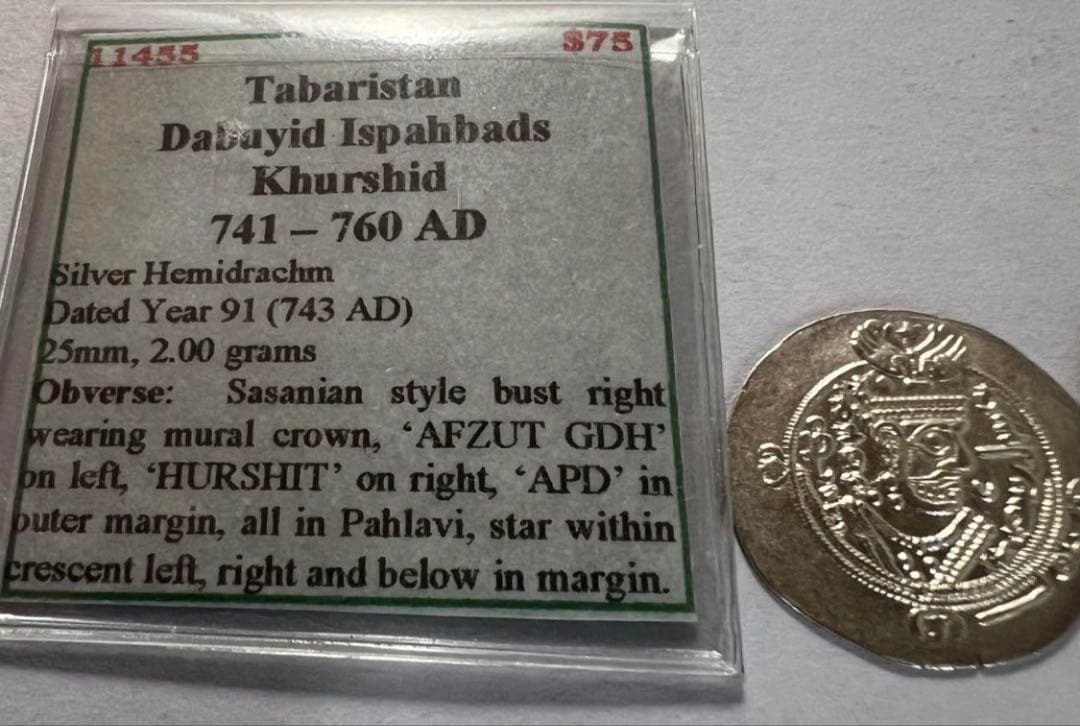 11455 $75
Tabaristan
Dabuyid Ispahbads
Khurshid
741 – 760 AD
Silver Hemidrachm
Dated Year 91 (743 AD)
25mm, 2.00 grams
Obverse: Sasanian style bust right
wearing mural crown, ‘AFZUT GDH’
on left, ‘HURSHIT’ on right, ‘APD’ in
outer margin, all in Pahlavi, star within
crescent left, right and below in margin.